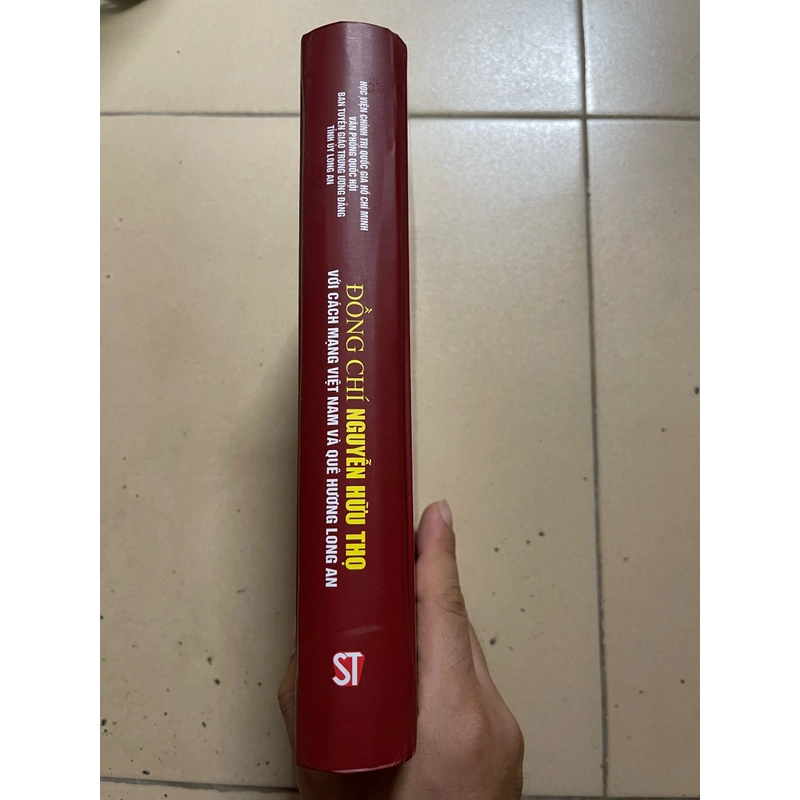 HỌC VIỆN CHÍNH TRỊ QUỐC GIA HỒ CHÍ MINH
VĂN PHÒNG QUỐC HỘI
BAN TUYÊN GIÁO TRUNG ƯƠNG ĐẢNG
TỈNH ỦY LONG AN
ĐỒNG CHÍ NGUYỄN HỮU THỌ
VỚI CÁCH MẠNG VIỆT NAM VÀ QUÊ HƯƠNG LONG AN
ST